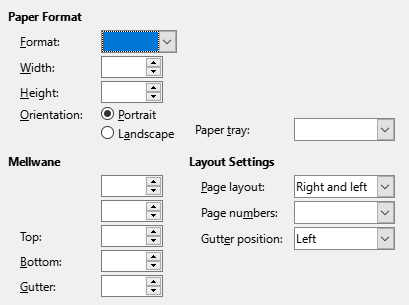 Paper Format
Format:
Width:
Height:
Orientation:
Portrait
Landscape
Paper tray:
Mellwane
Top:
Bottom:
Gutter:
Layout Settings
Page layout:
Right and left
Page numbers:
Gutter position:
Left